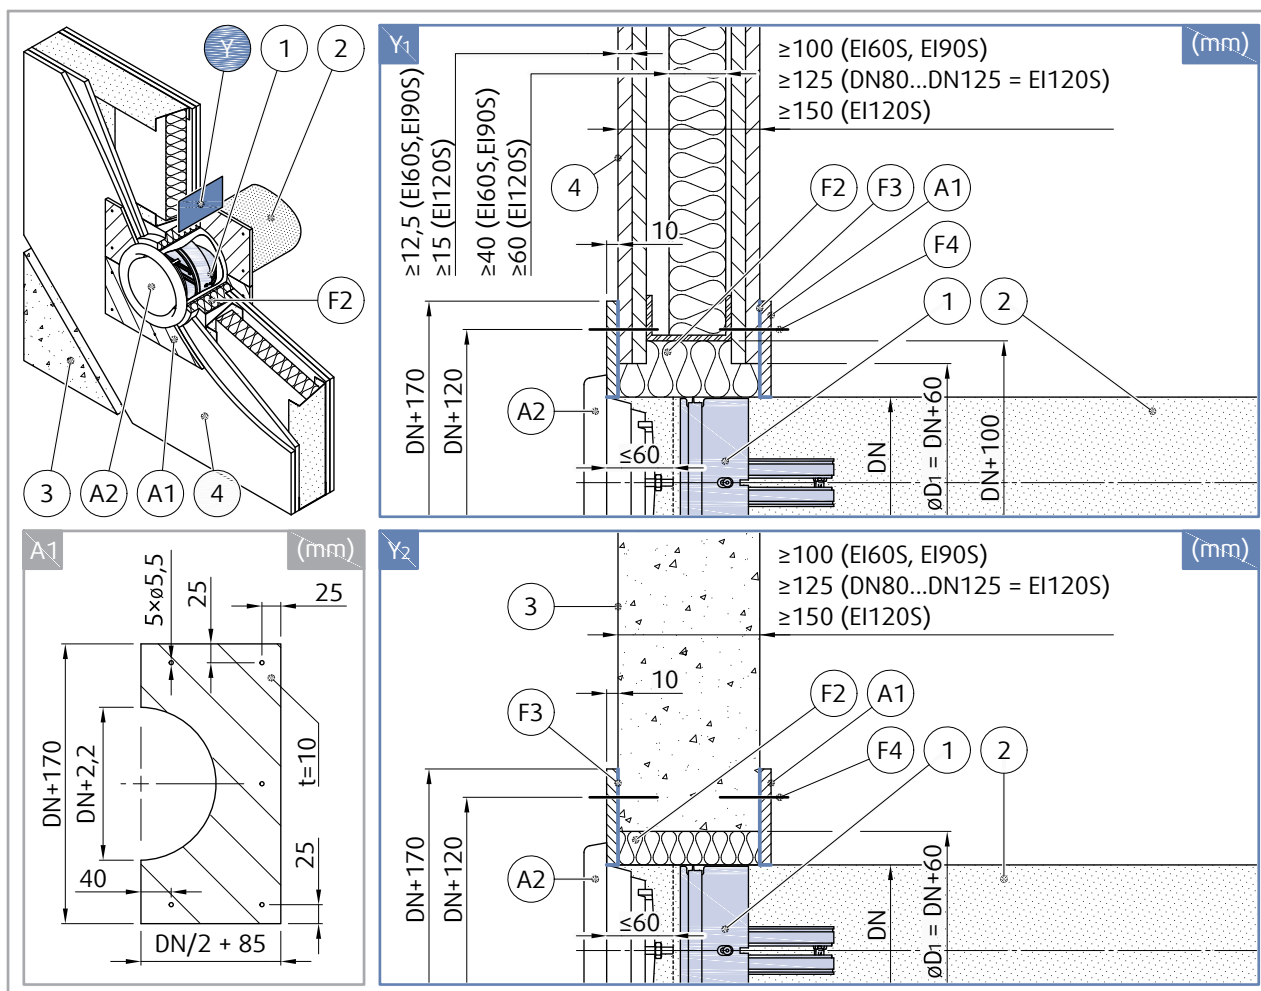 Y
1
2
F2
3
A2
A1
4
Y1
(mm)
≥100 (EI60S, EI90S)
≥125 (DN80...DN125 = EI120S)
≥150 (EI120S)
≥12,5 (EI60S,EI90S)
≥15 (EI120S)
≥40 (EI60S,EI90S)
≥60 (EI120S)
4
F2
F3
A1
10
F4
1
2
DN+170
DN+120
A2
≤60
DN
øD1 = DN+60
DN+100
A1
(mm)
5×ø5,5
25
25
DN+170
DN+2,2
t=10
40
25
DN/2 + 85
Y2
(mm)
≥100 (EI60S, EI90S)
≥125 (DN80...DN125 = EI120S)
≥150 (EI120S)
3
10
F2
A1
F3
F4
1
2
DN+170
DN+120
A2
≤60
DN
øD1 = DN+60